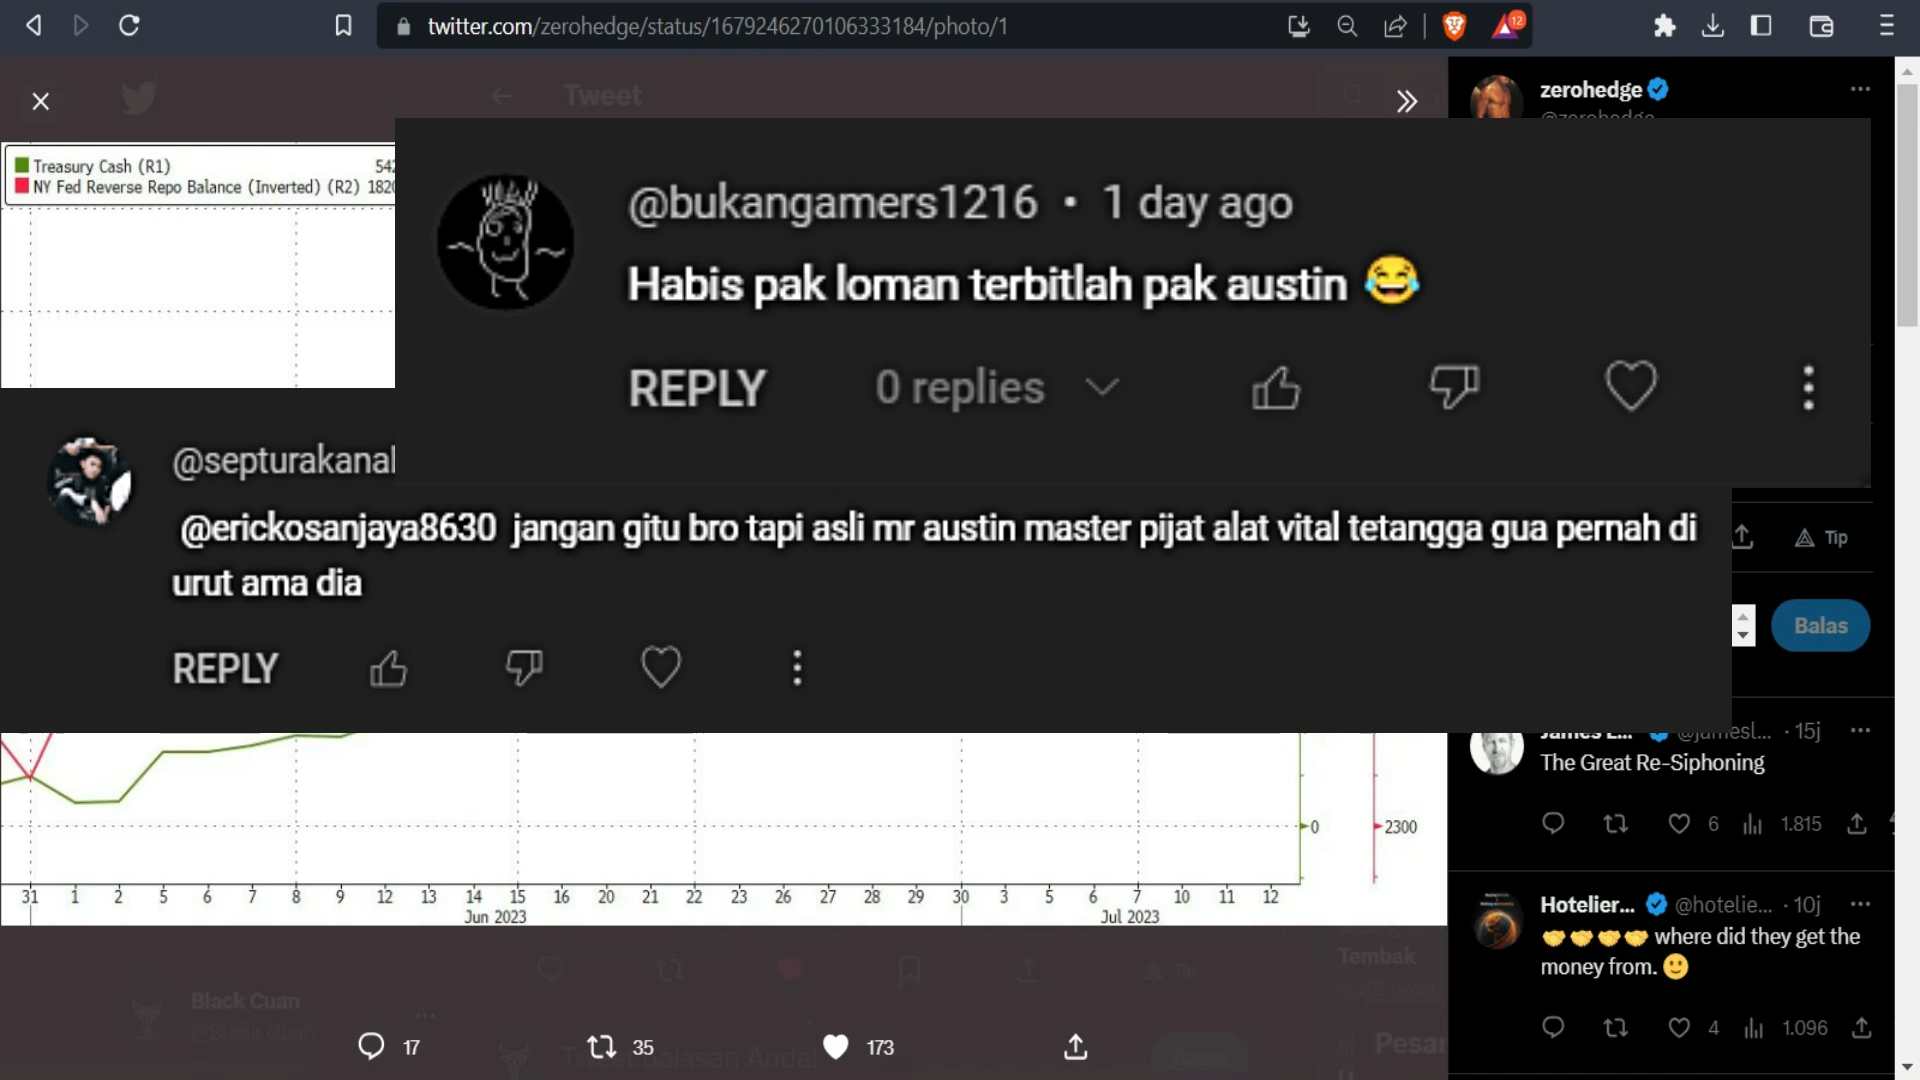 twitter.com/zerohedge/status/1679246270106333184/photo/1
12
Tweet
zerohedge
Treasury Cash (R1)
NY Fed Reverse Repo Balance (Inverted) (R2)
@bukangamers1216 • 1 day ago
Habis pak loman terbitlah pak austin 😂
REPLY 0 replies
@septurakanal
@erickosanjaya8630 jangan gitu bro tapi asli mr austin master pijat alat vital tetangga gua pernah di
urut ama dia
REPLY
Tip
Balas
@jamesl... · 15j
The Great Re-Siphoning
6 1.815
0 2300
31 1 2 5 6 7 8 9 12 13 14 15 16 20 21 22 23 26 27 28 29 30 3 5 6 7 10 11 12
Jun 2023 Jul 2023
Hotelier... @hotelie... · 10j
🤝🤝🤝🤝 where did they get the
money from. 🙂
4 1.096
Tembak
Black Cuan
Pesan
17 35 173